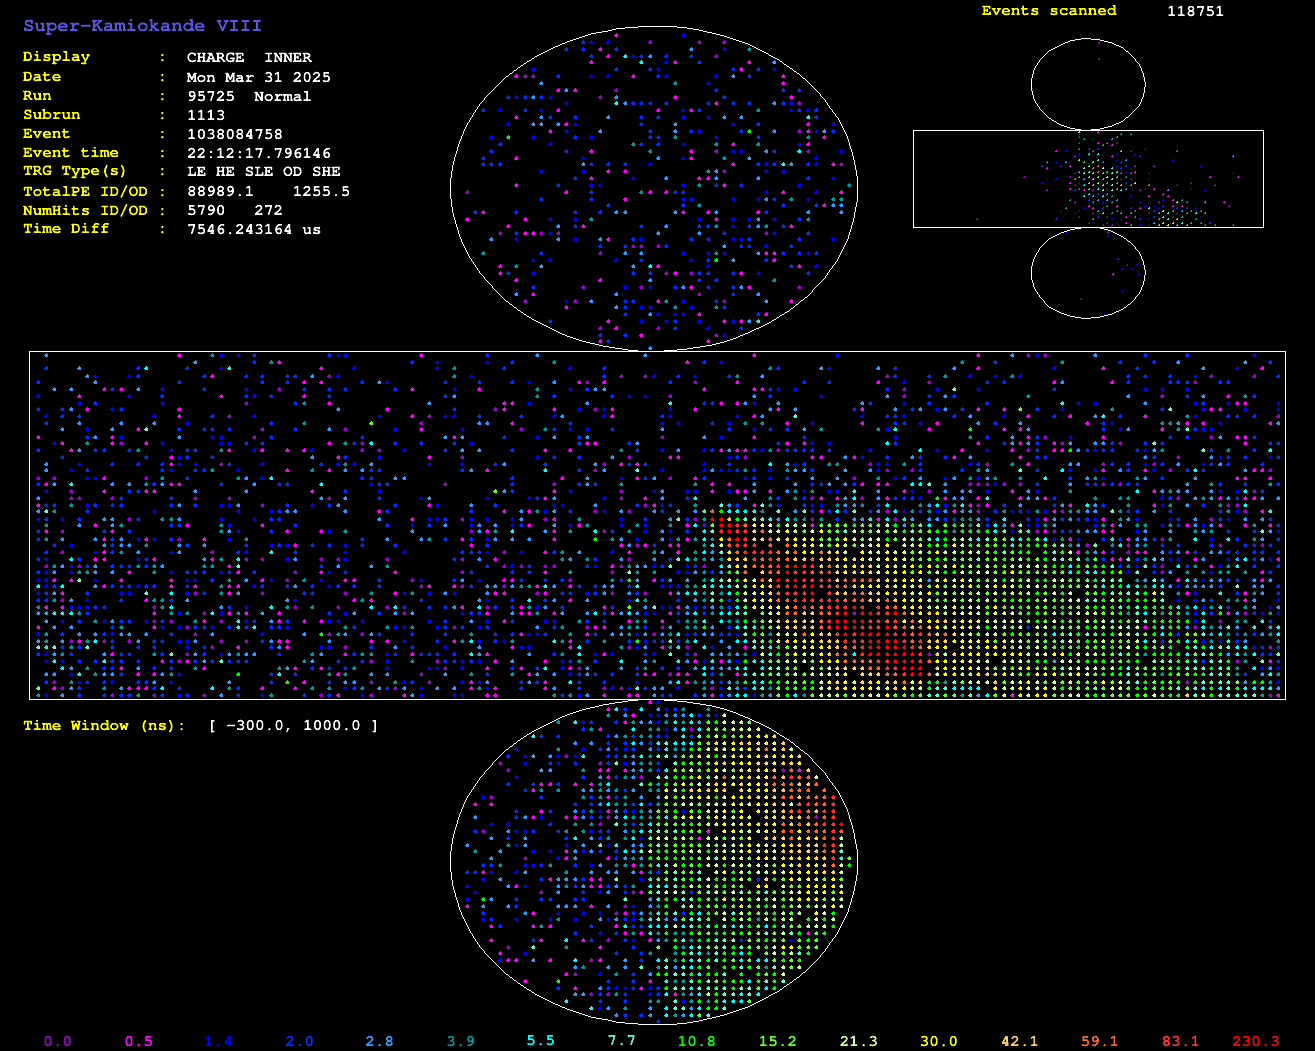 Super-Kamiokande VIII
Events scanned 118751
Display : CHARGE INNER
Date : Mon Mar 31 2025
Run : 95725 Normal
Subrun : 1113
Event : 1038084758
Event time : 22:12:17.796146
TRG Type(s) : LE HE SLE OD SHE
TotalPE ID/OD : 88989.1 1255.5
NumHits ID/OD : 5790 272
Time Diff : 7546.243164 us
Time Window (ns): [ -300.0, 1000.0 ]
0.0 0.5 1.4 2.0 2.8 3.9 5.5 7.7 10.8 15.2 21.3 30.0 42.1 59.1 83.1 230.3